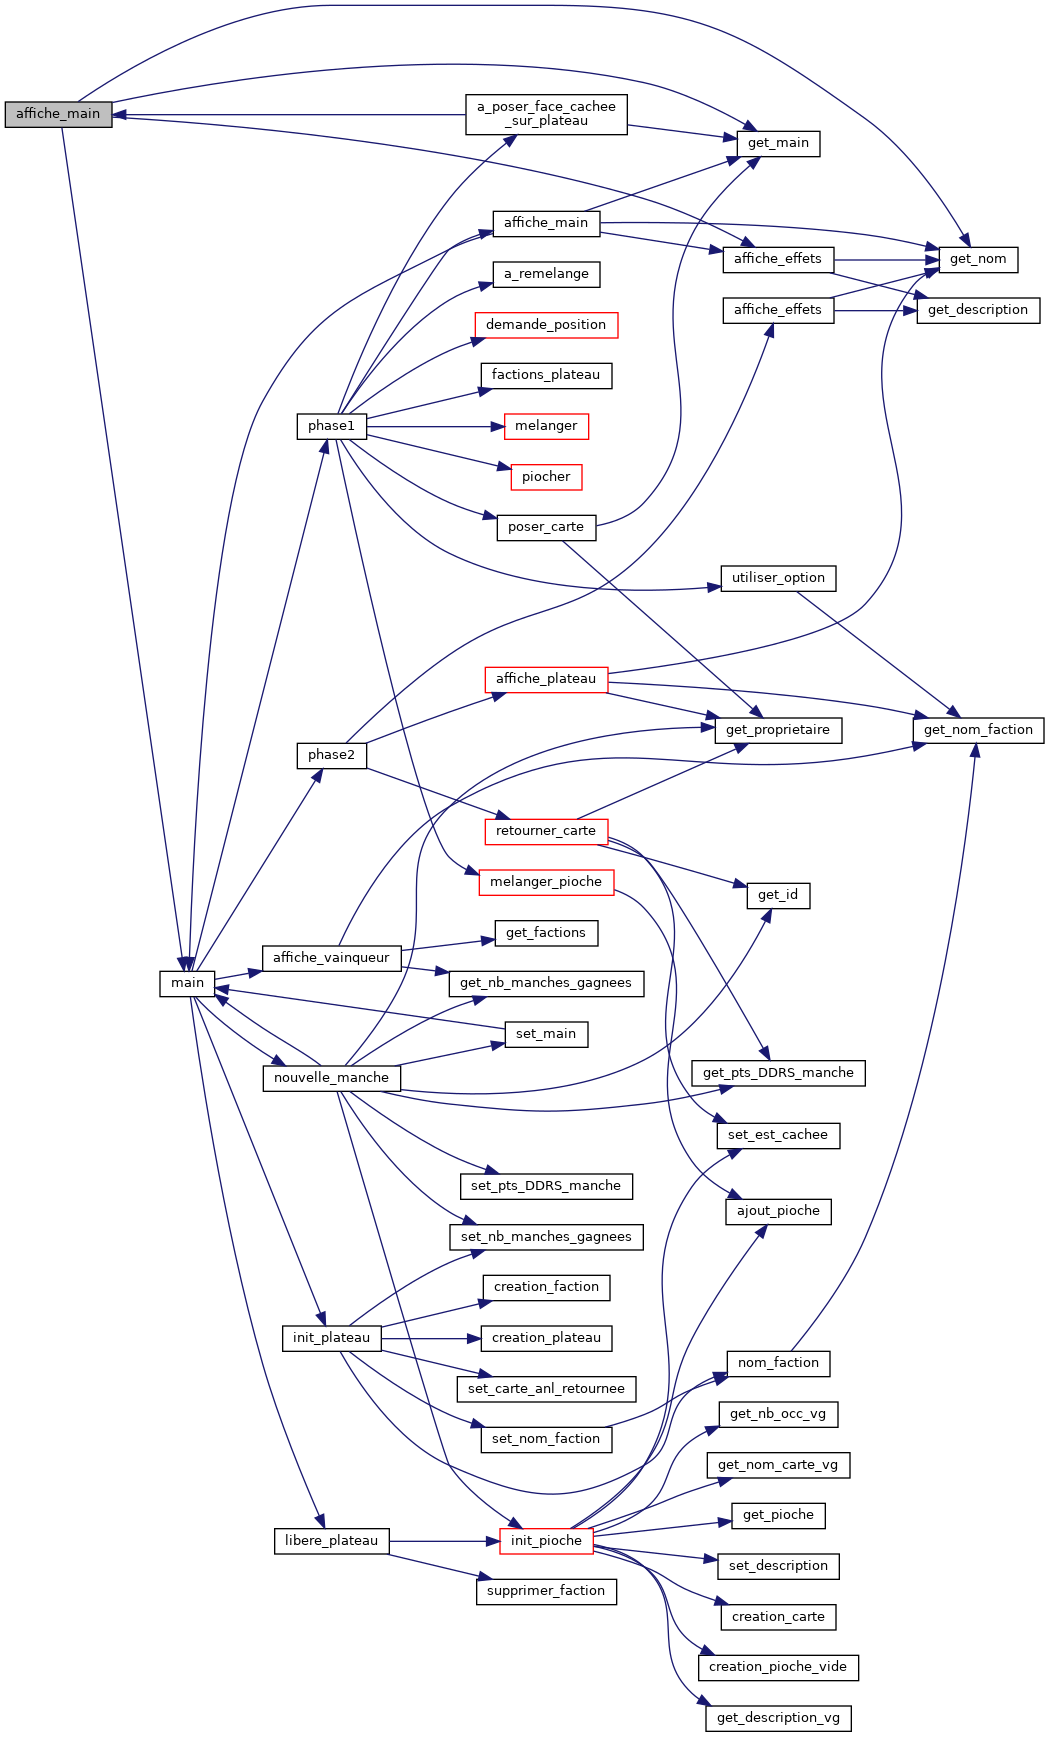 affiche_main
a_poser_face_cachee
_sur_plateau
get_main
affiche_main
affiche_effets
get_nom
a_remelange
affiche_effets
get_description
demande_position
factions_plateau
phase1
melanger
piocher
poser_carte
utiliser_option
affiche_plateau
get_proprietaire
get_nom_faction
phase2
retourner_carte
melanger_pioche
get_id
get_factions
affiche_vainqueur
main
get_nb_manches_gagnees
set_main
nouvelle_manche
get_pts_DDRS_manche
set_est_cachee
set_pts_DDRS_manche
ajout_pioche
set_nb_manches_gagnees
creation_faction
init_plateau
creation_plateau
nom_faction
set_carte_anl_retournee
get_nb_occ_vg
set_nom_faction
get_nom_carte_vg
get_pioche
libere_plateau
init_pioche
set_description
supprimer_faction
creation_carte
creation_pioche_vide
get_description_vg